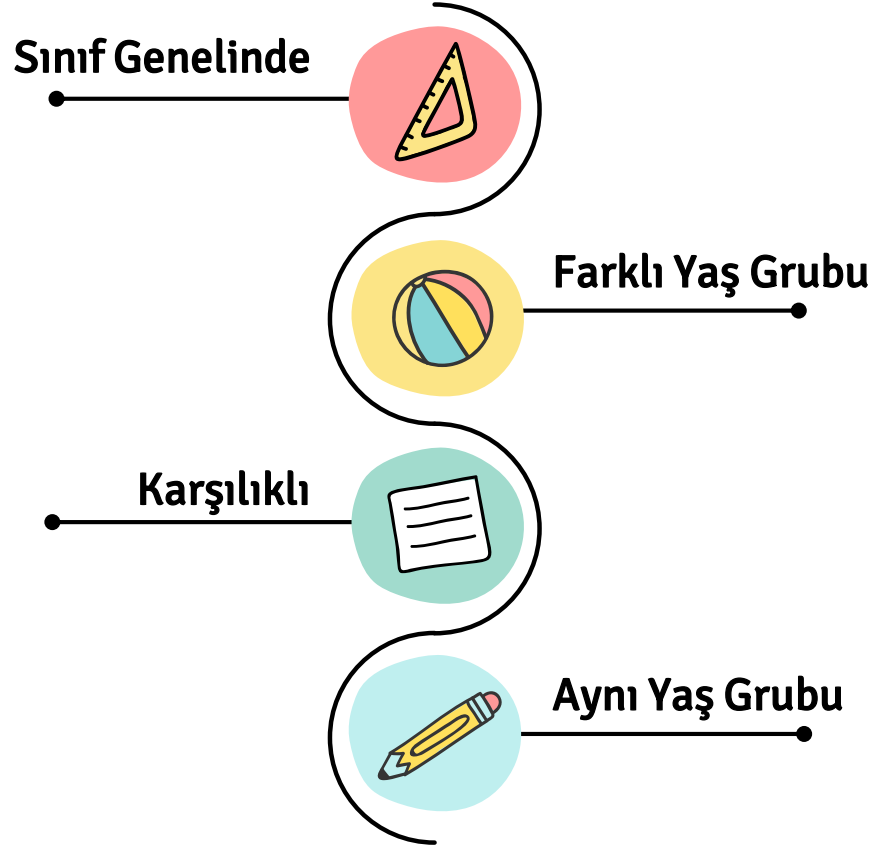 Sınıf Genelinde
Farklı Yaş Grubu
Karşılıklı
Aynı Yaş Grubu